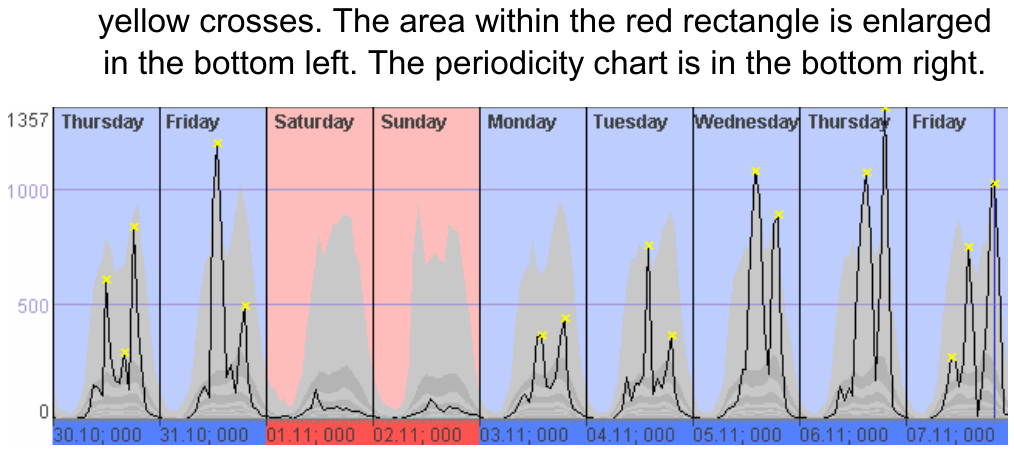 yellow crosses. The area within the red rectangle is enlarged
in the bottom left. The periodicity chart is in the bottom right.
1357 Thursday Friday Saturday Sunday Monday Tuesday Wednesday Thursday Friday
1000
500
0
30.10; 000 31.10; 000 01.11; 000 02.11; 000 03.11; 000 04.11; 000 05.11; 000 06.11; 000 07.11; 000